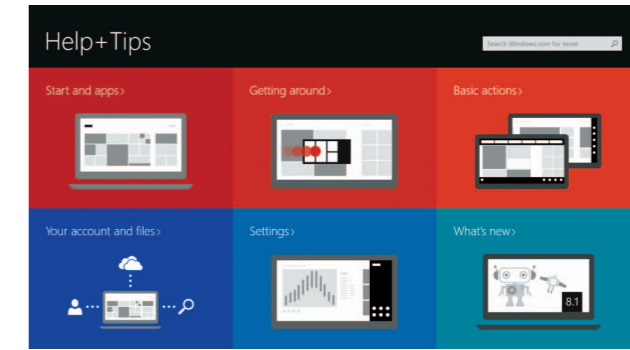 Help+Tips
Search Windows.com for more
Start and apps›
Getting around›
Basic actions›
Your account and files›
Settings›
What's new›
8.1